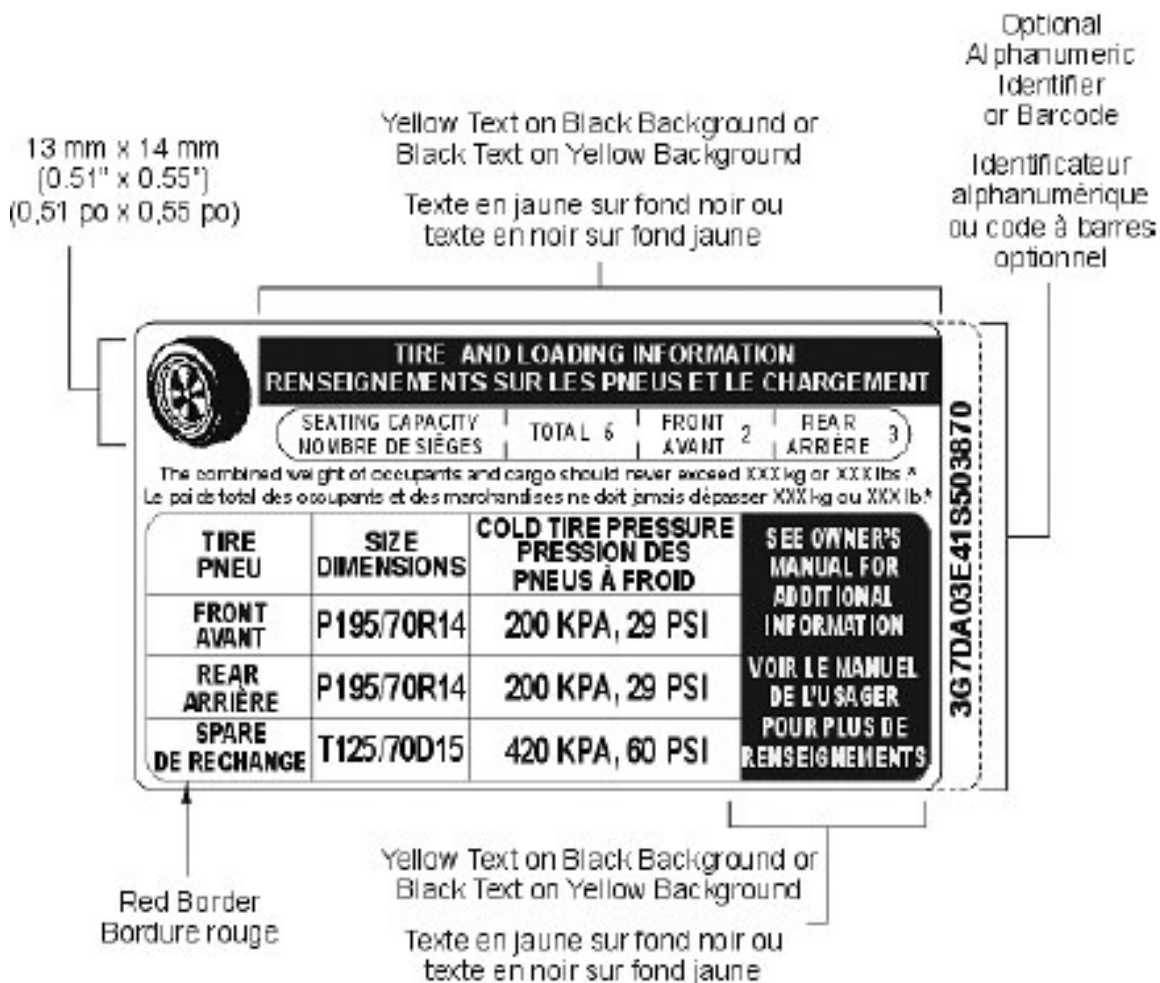 Optional
Alphanumeric
Identifier
or Barcode
Identificateur
alphanumérique
ou code à barres
optionnel
Yellow Text on Black Background or
Black Text on Yellow Background
Texte en jaune sur fond noir ou
texte en noir sur fond jaune
13 mm x 14 mm
(0.51" x 0.55")
(0,51 po x 0,55 po)
TIRE AND LOADING INFORMATION
RENSEIGNEMENTS SUR LES PNEUS ET LE CHARGEMENT
SEATING CAPACITY
NOMBRE DE SIÈGES
TOTAL
FRONT
AVANT
2
REAR
ARRIÈRE
3
The combined weight of occupants and cargo should never exceed XXX kg or XXX lbs.*
Le poids total des occupants et des marchandises ne doit jamais dépasser XXX kg ou XXX lb.*
TIRE
PNEU
SIZE
DIMENSIONS
COLD TIRE PRESSURE
PRESSION DES
PNEUS À FROID
FRONT
AVANT
P195/70R14
200 KPA, 29 PSI
REAR
ARRIÈRE
P195/70R14
200 KPA, 29 PSI
SPARE
DE RECHANGE
T125/70D15
420 KPA, 60 PSI
SEE OWNER'S
MANUAL FOR
ADDITIONAL
INFORMATION
VOIR LE MANUEL
DE L'USAGER
POUR PLUS DE
RENSEIGNEMENTS
3G7DA03E41S503870
Red Border
Bordure rouge
Yellow Text on Black Background or
Black Text on Yellow Background
Texte en jaune sur fond noir ou
texte en noir sur fond jaune